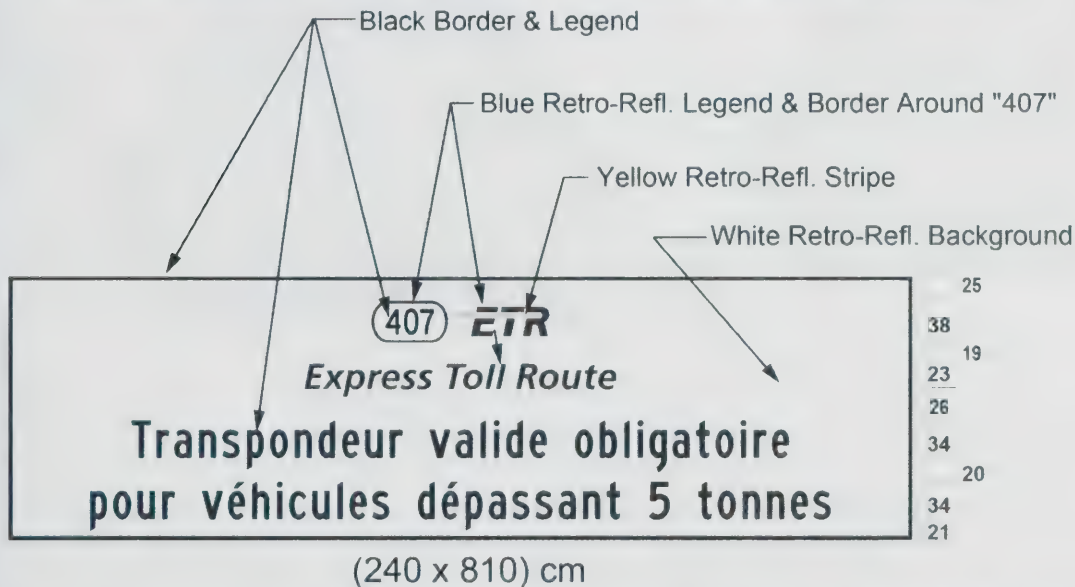 Black Border & Legend
Blue Retro-Refl. Legend & Border Around "407"
Yellow Retro-Refl. Stripe
White Retro-Refl. Background
25
407 ETR
38
19
Express Toll Route
23
26
Transpondeur valide obligatoire
34
20
pour véhicules dépassant 5 tonnes
34
21
(240 x 810) cm